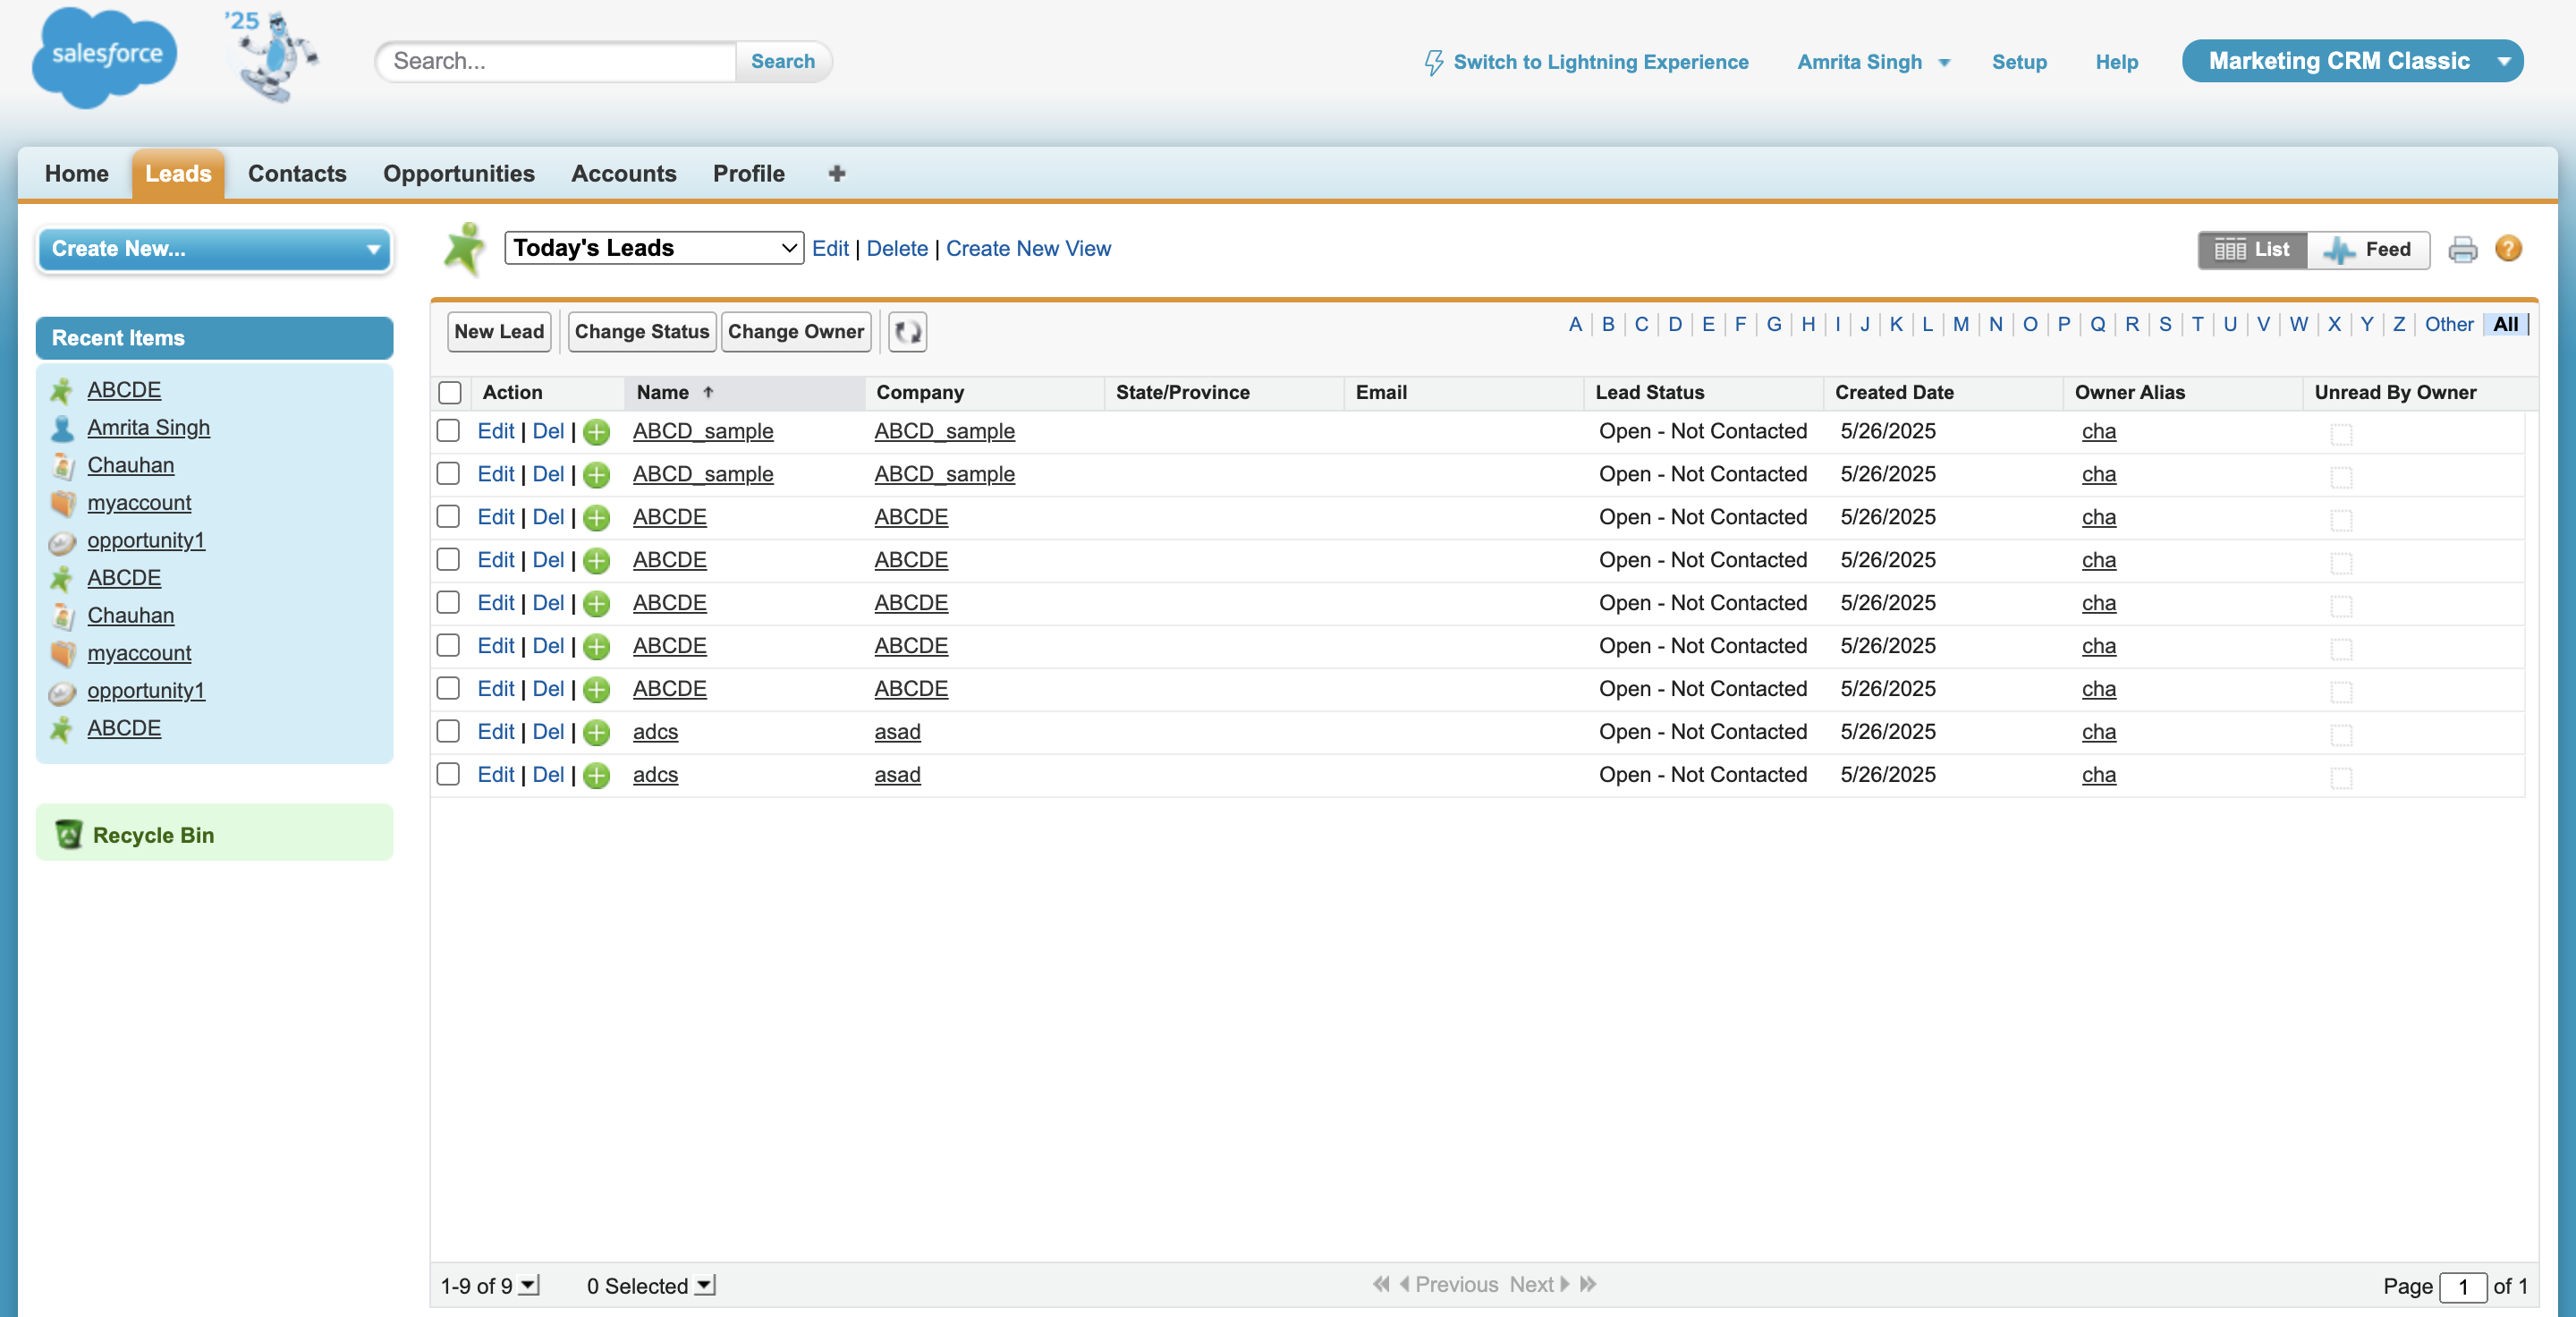 salesforce
'25
Search...
Search
Switch to Lightning Experience
Amrita Singh
Setup
Help
Marketing CRM Classic
Home Leads Contacts Opportunities Accounts Profile
Create New...
Today's Leads
Edit | Delete | Create New View
List Feed
?
Recent Items
ABCDE
Amrita Singh
Chauhan
myaccount
opportunity1
ABCDE
Chauhan
myaccount
opportunity1
ABCDE
Recycle Bin
New Lead Change Status Change Owner
A | B | C | D | E | F | G | H | I | J | K | L | M | N | O | P | Q | R | S | T | U | V | W | X | Y | Z | Other | All
Action Name Company State/Province Email Lead Status Created Date Owner Alias Unread By Owner
Edit | Del | ABCD_sample ABCD_sample Open - Not Contacted 5/26/2025 cha
Edit | Del | ABCD_sample ABCD_sample Open - Not Contacted 5/26/2025 cha
Edit | Del | ABCDE ABCDE Open - Not Contacted 5/26/2025 cha
Edit | Del | ABCDE ABCDE Open - Not Contacted 5/26/2025 cha
Edit | Del | ABCDE ABCDE Open - Not Contacted 5/26/2025 cha
Edit | Del | ABCDE ABCDE Open - Not Contacted 5/26/2025 cha
Edit | Del | ABCDE ABCDE Open - Not Contacted 5/26/2025 cha
Edit | Del | adcs asad Open - Not Contacted 5/26/2025 cha
Edit | Del | adcs asad Open - Not Contacted 5/26/2025 cha
1-9 of 9 0 Selected Previous Next Page 1 of 1